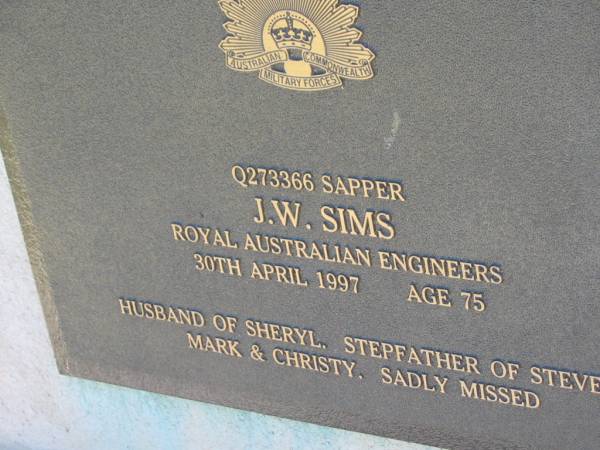 AUSTRALIAN COMMONWEALTH
MILITARY FORCES
Q273366 SAPPER
J.W. SIMS
ROYAL AUSTRALIAN ENGINEERS
30TH APRIL 1997 AGE 75
HUSBAND OF SHERYL. STEPFATHER OF STEVE
MARK & CHRISTY. SADLY MISSED